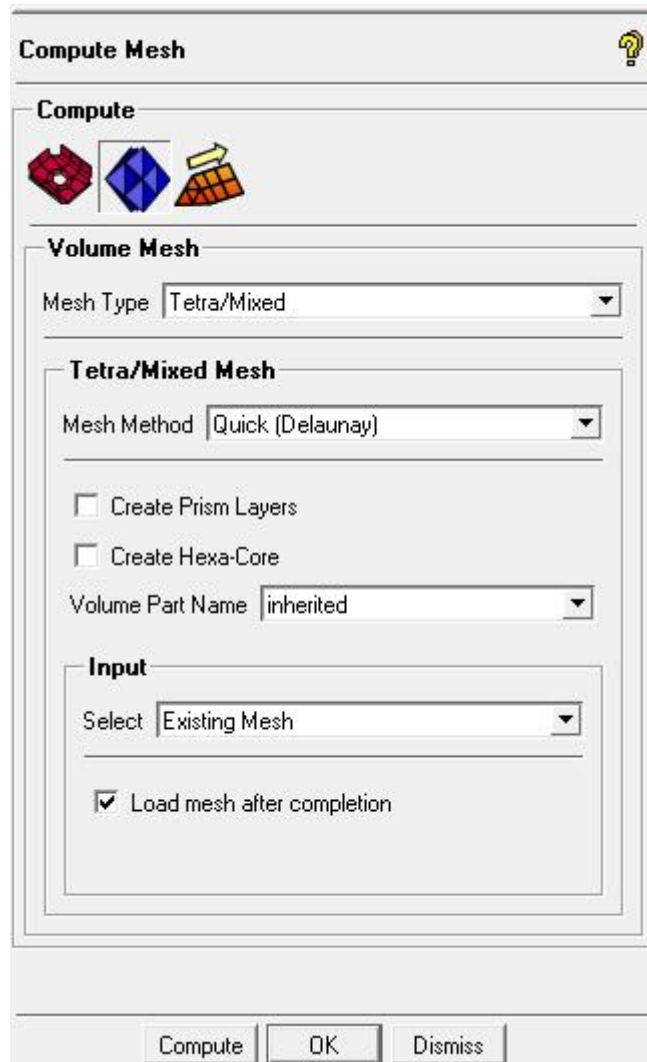 Compute Mesh
Compute
Volume Mesh
Mesh Type Tetra/Mixed
Tetra/Mixed Mesh
Mesh Method Quick (Delaunay)
Create Prism Layers
Create Hexa-Core
Volume Part Name inherited
Input
Select Existing Mesh
Load mesh after completion
Compute OK Dismiss